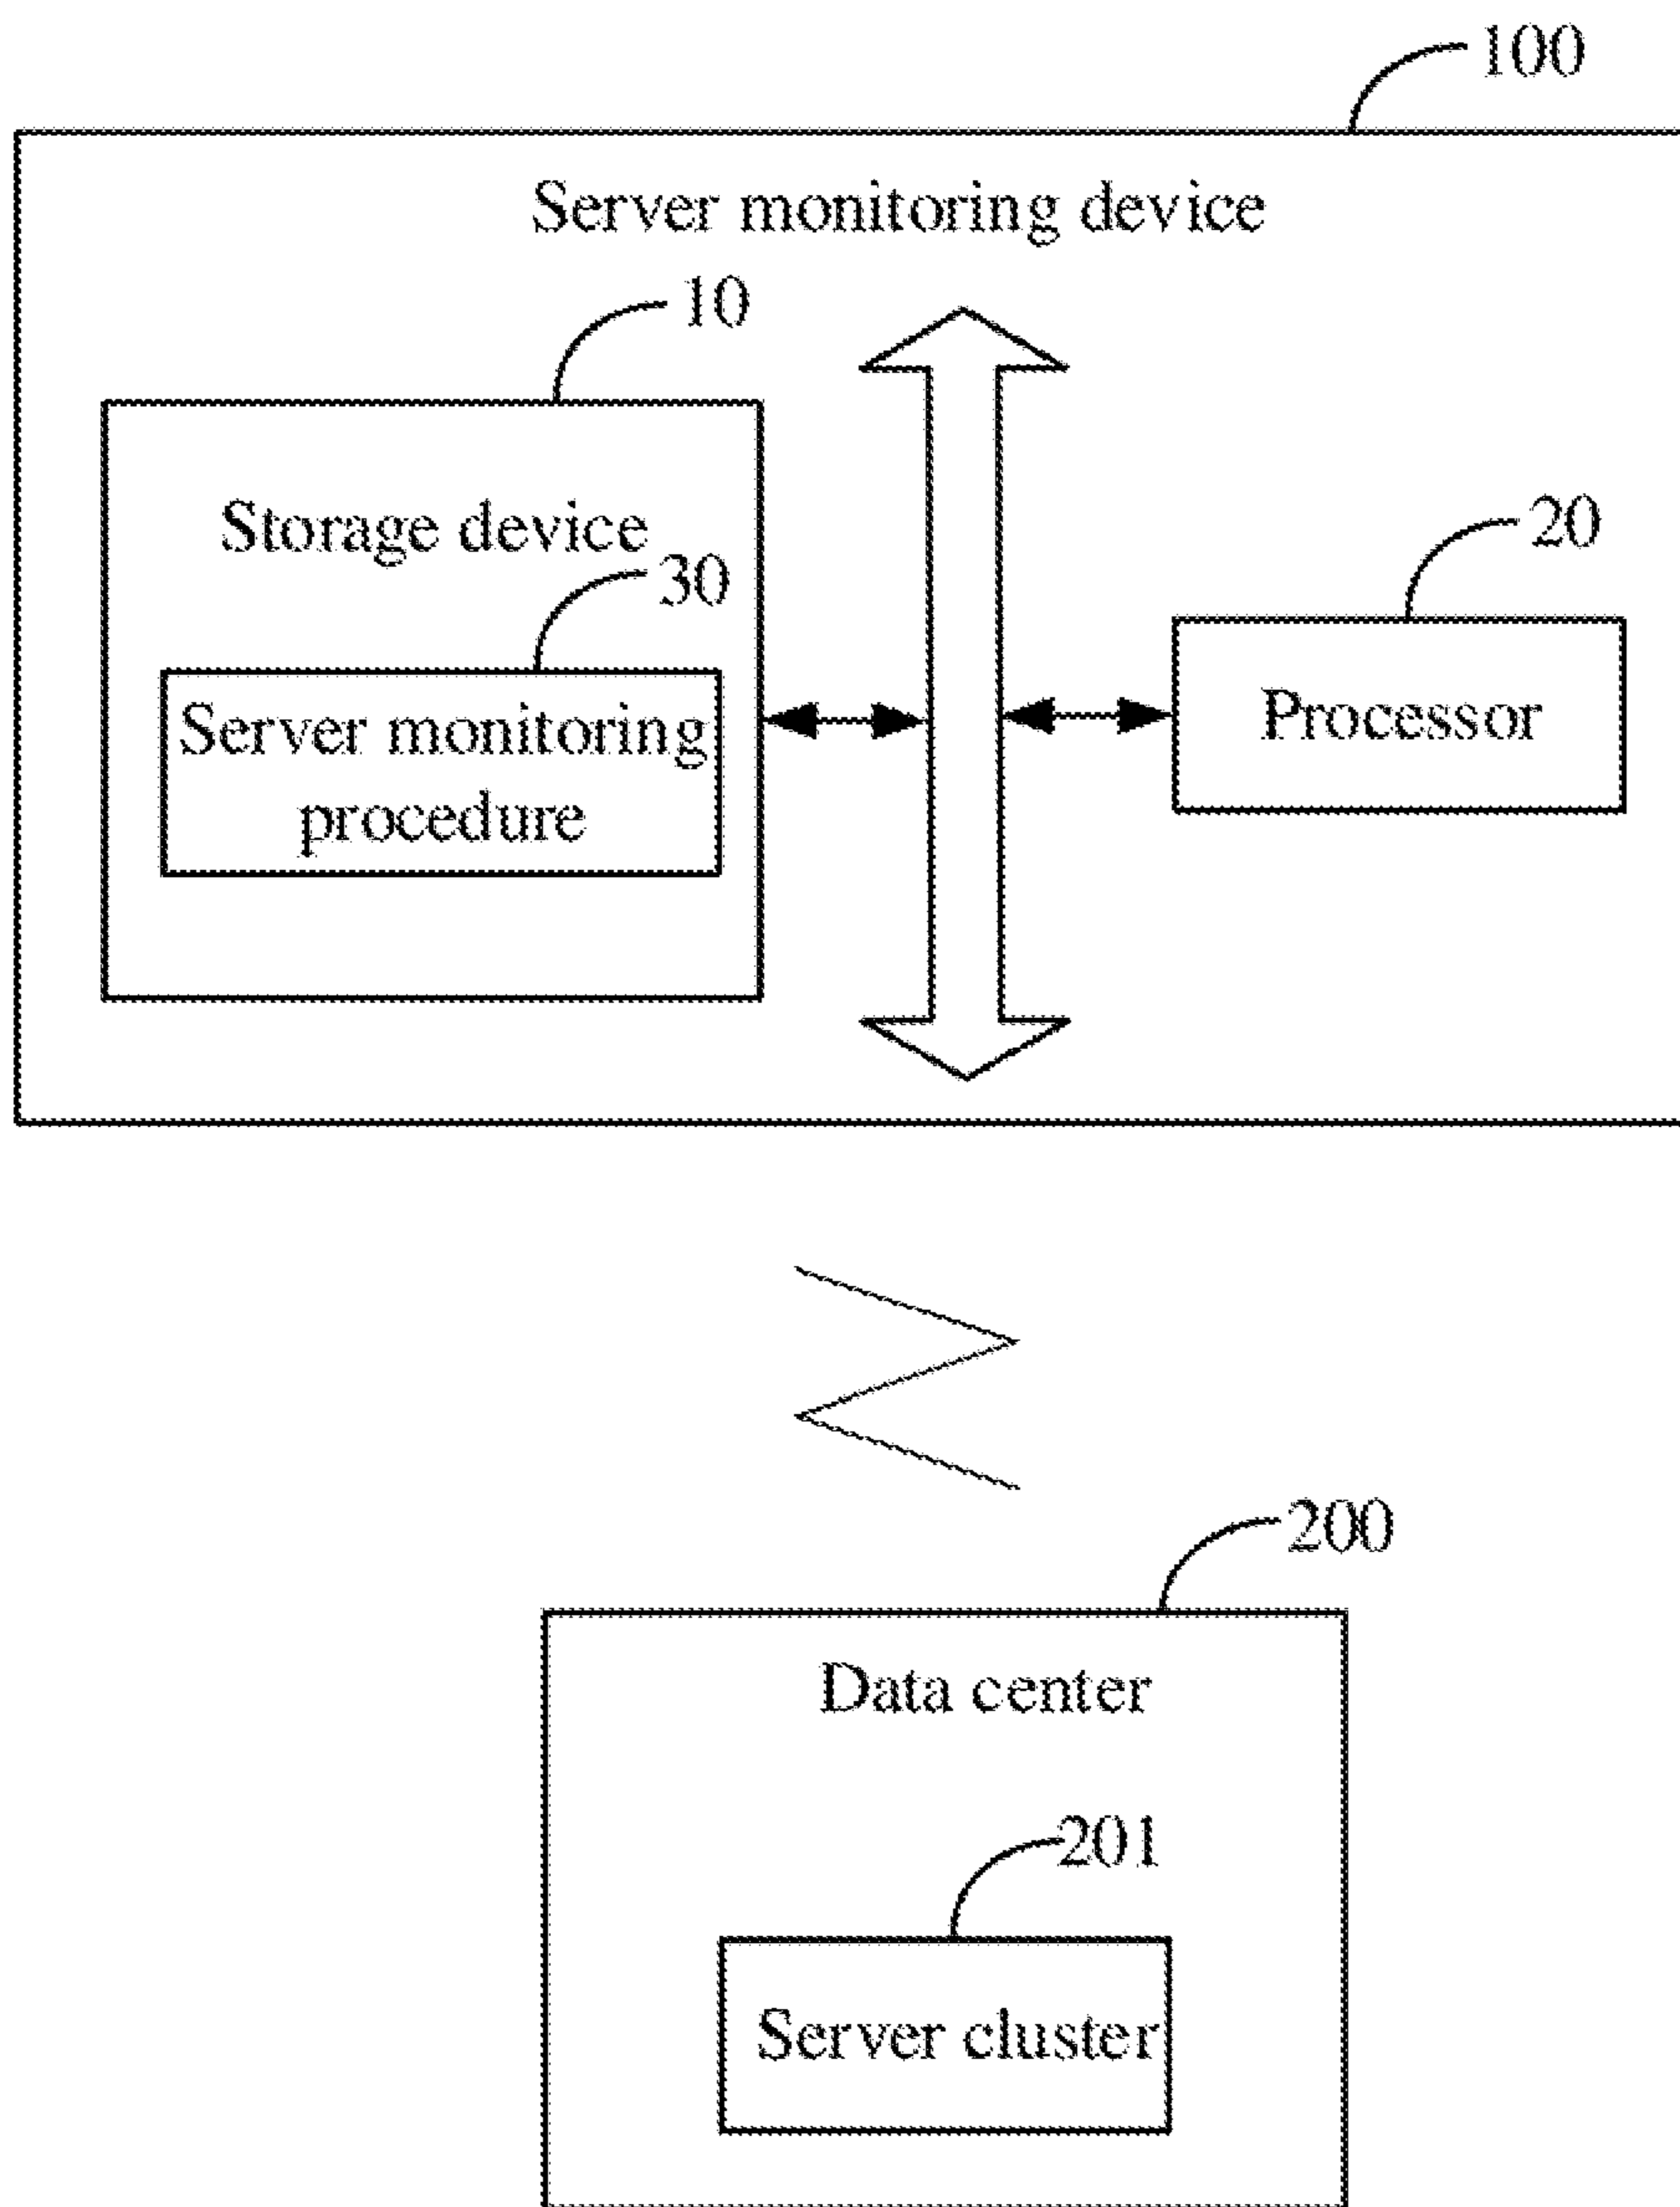 100
Server monitoring device
10
Storage device
20
30
Server monitoring
procedure
Processor
200
Data center
201
Server cluster